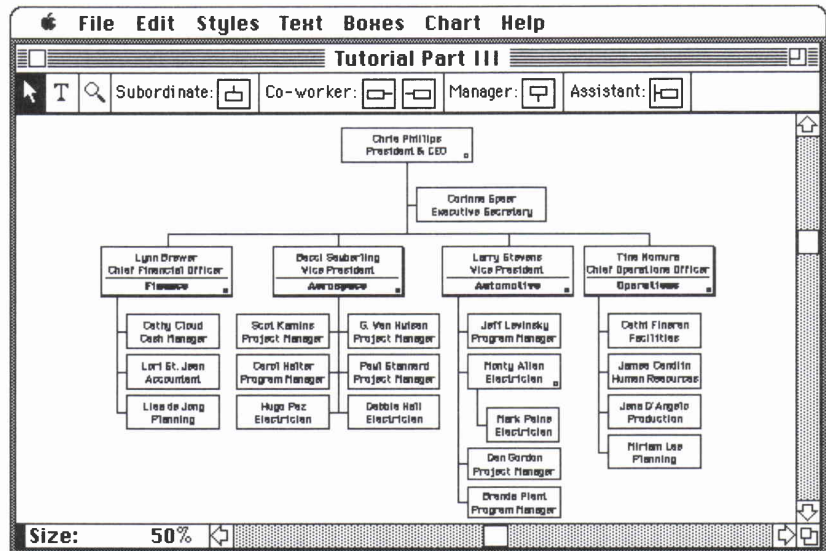 File Edit Styles Text Boxes Chart Help
Tutorial Part III
T Subordinate: Co-worker: Manager: Assistant:
Chris Phillips
President & CEO
Corinne Speer
Executive Secretary
Lynn Brewer
Chief Financial Officer
Finance
Becci Sauberling
Vice President
Aerospace
Larry Stevens
Vice President
Automotive
Tina Nomura
Chief Operations Officer
Operations
Cathy Cloud
Cash Manager
Lori St. Jean
Accountant
Lisa de Jong
Planning
Scot Kamins
Project Manager
Carol Halter
Program Manager
Hugo Paz
Electrician
G. Van Huisen
Project Manager
Paul Stannard
Project Manager
Debbie Hall
Electrician
Jeff Levinsky
Program Manager
Monty Allen
Electrician
Mark Paine
Electrician
Dan Gordon
Project Manager
Brenda Plant
Program Manager
Cathi Fineran
Facilities
James Candlin
Human Resources
Jena D'Angelo
Production
Miriam Lee
Planning
Size: 50%